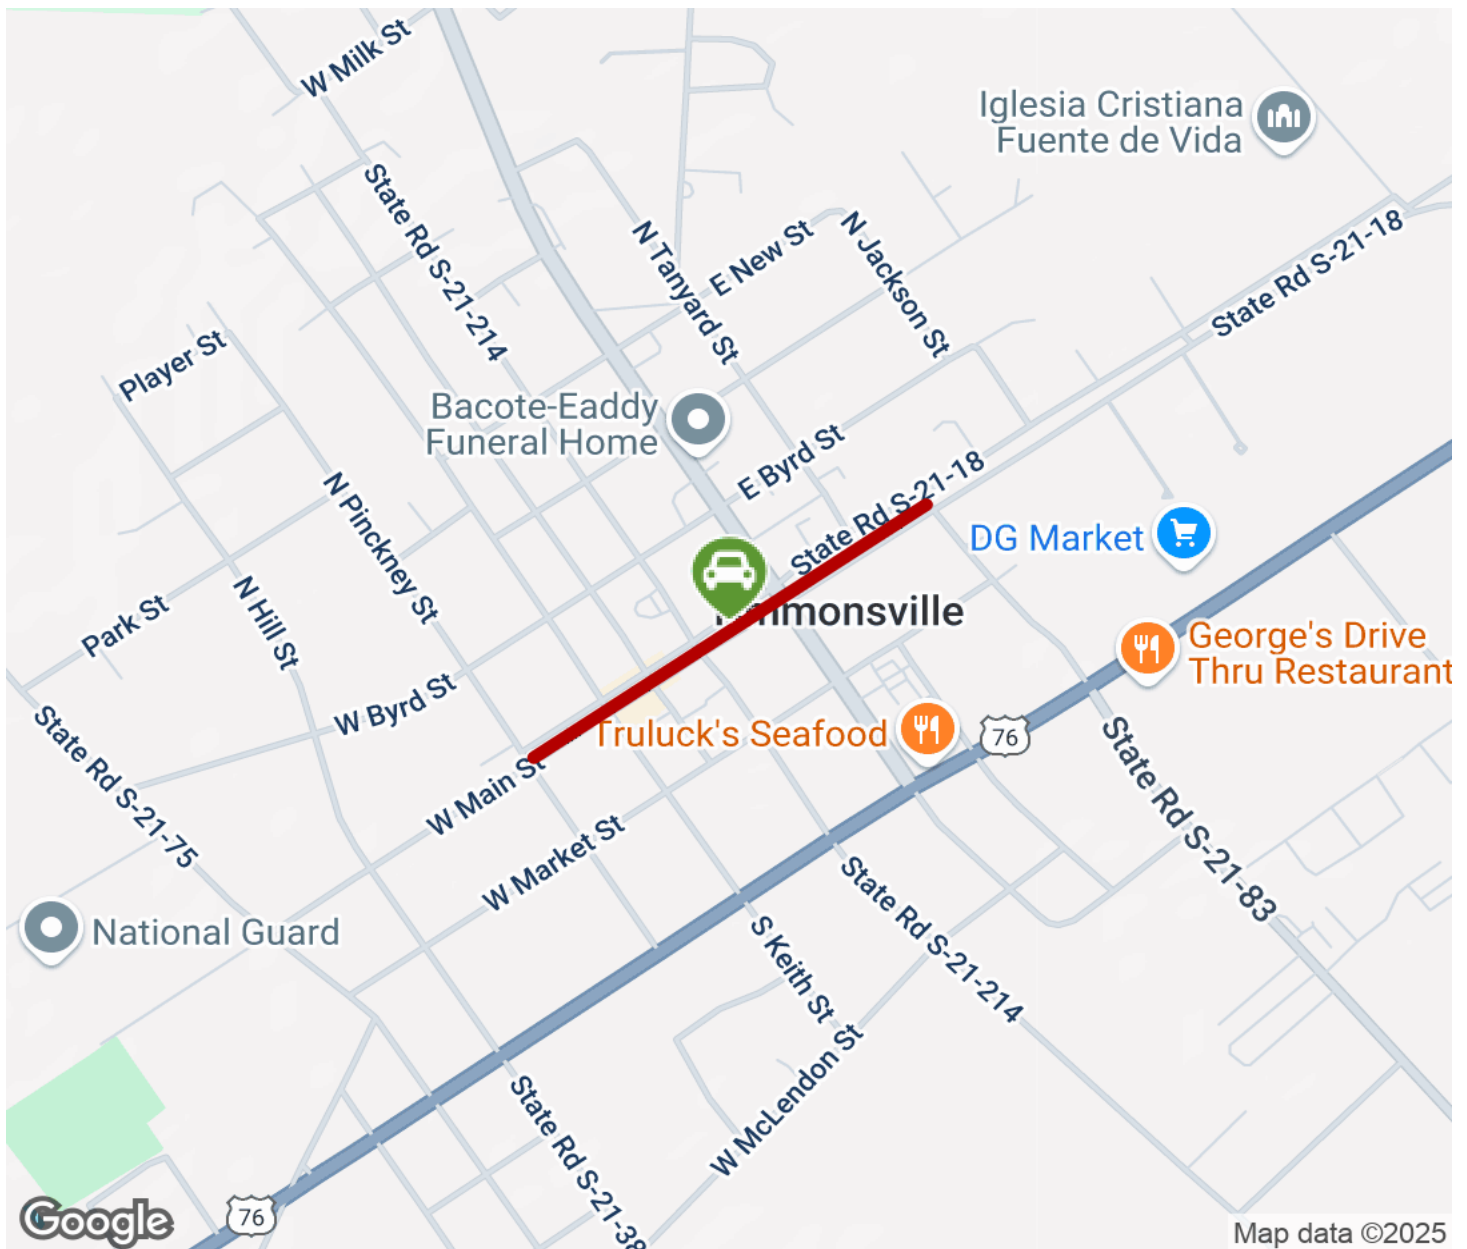 W Milk St
Iglesia Cristiana
Fuente de Vida
State Rd S-21-214
N Tanyard St
E New St
N Jackson St
State Rd S-21-18
Player St
Bacote-Eaddy
Funeral Home
E Byrd St
State Rd S-21-18
N Pinckney St
DG Market
N Hill St
Park St
George's Drive
Thru Restaurant
W Byrd St
State Rd S-21-75
Truluck's Seafood
76
W Main St
State Rd S-21-83
W Market St
State Rd S-21-214
National Guard
S Keith St
W McLendon St
State Rd S-21-38
76
Google
Map data ©2025